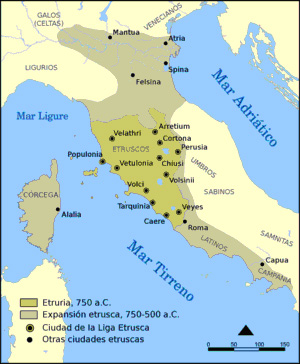 GALOS
(CELTAS)
VENECIANOS
Mantua
Atria
Spina
Felsina
LIGURIOS
Mar Adriático
Mar Ligure
Velathri
Arretium
Cortona
ETRUSCOS
Perusia
Populonia
Vetulonia
Chiusi
UMBROS
Volsinii
Volci
SABINOS
CÓRCEGA
Tarquinia
Veyes
Alalia
Caere
Roma
SAMNITAS
LATINOS
Capua
CAMPANIA
Mar Tirreno
Etruria, 750 a.C.
Expansión etrusca, 750-500 a.C.
Ciudad de la Liga Etrusca
Otras ciudades etruscas
0 50 100 150